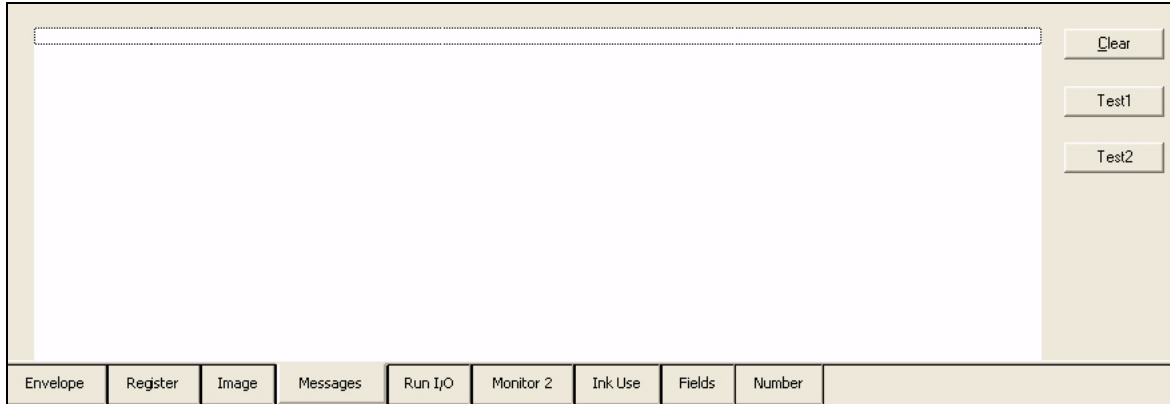 Clear
Test1
Test2
Envelope Register Image Messages Run I/O Monitor 2 Ink Use Fields Number